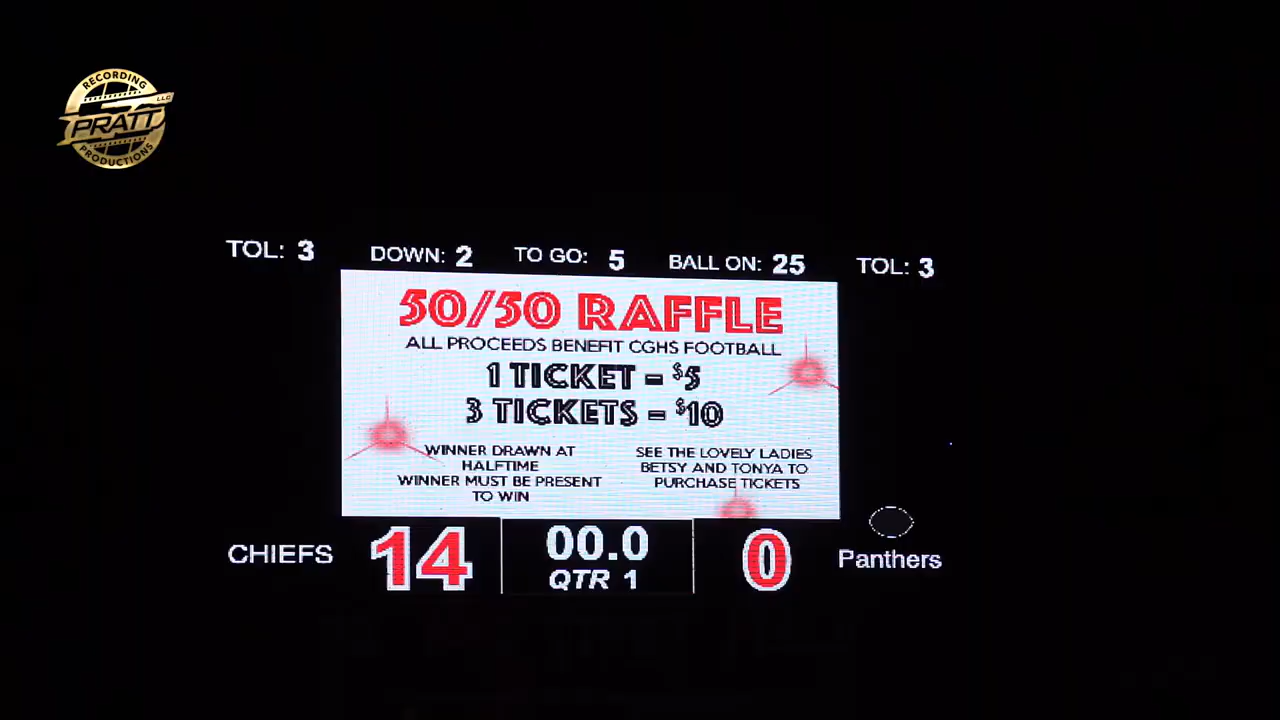 RECORDING
PRATT LLC
PRODUCTIONS
TOL: 3 DOWN: 2 TO GO: 5 BALL ON: 25 TOL: 3
50/50 RAFFLE
ALL PROCEEDS BENEFIT CGHS FOOTBALL
1 TICKET = $5
3 TICKETS = $10
WINNER DRAWN AT
HALFTIME
WINNER MUST BE PRESENT
TO WIN
SEE THE LOVELY LADIES
BETSY AND TONYA TO
PURCHASE TICKETS
CHIEFS 14 00.0 0 Panthers
QTR 1